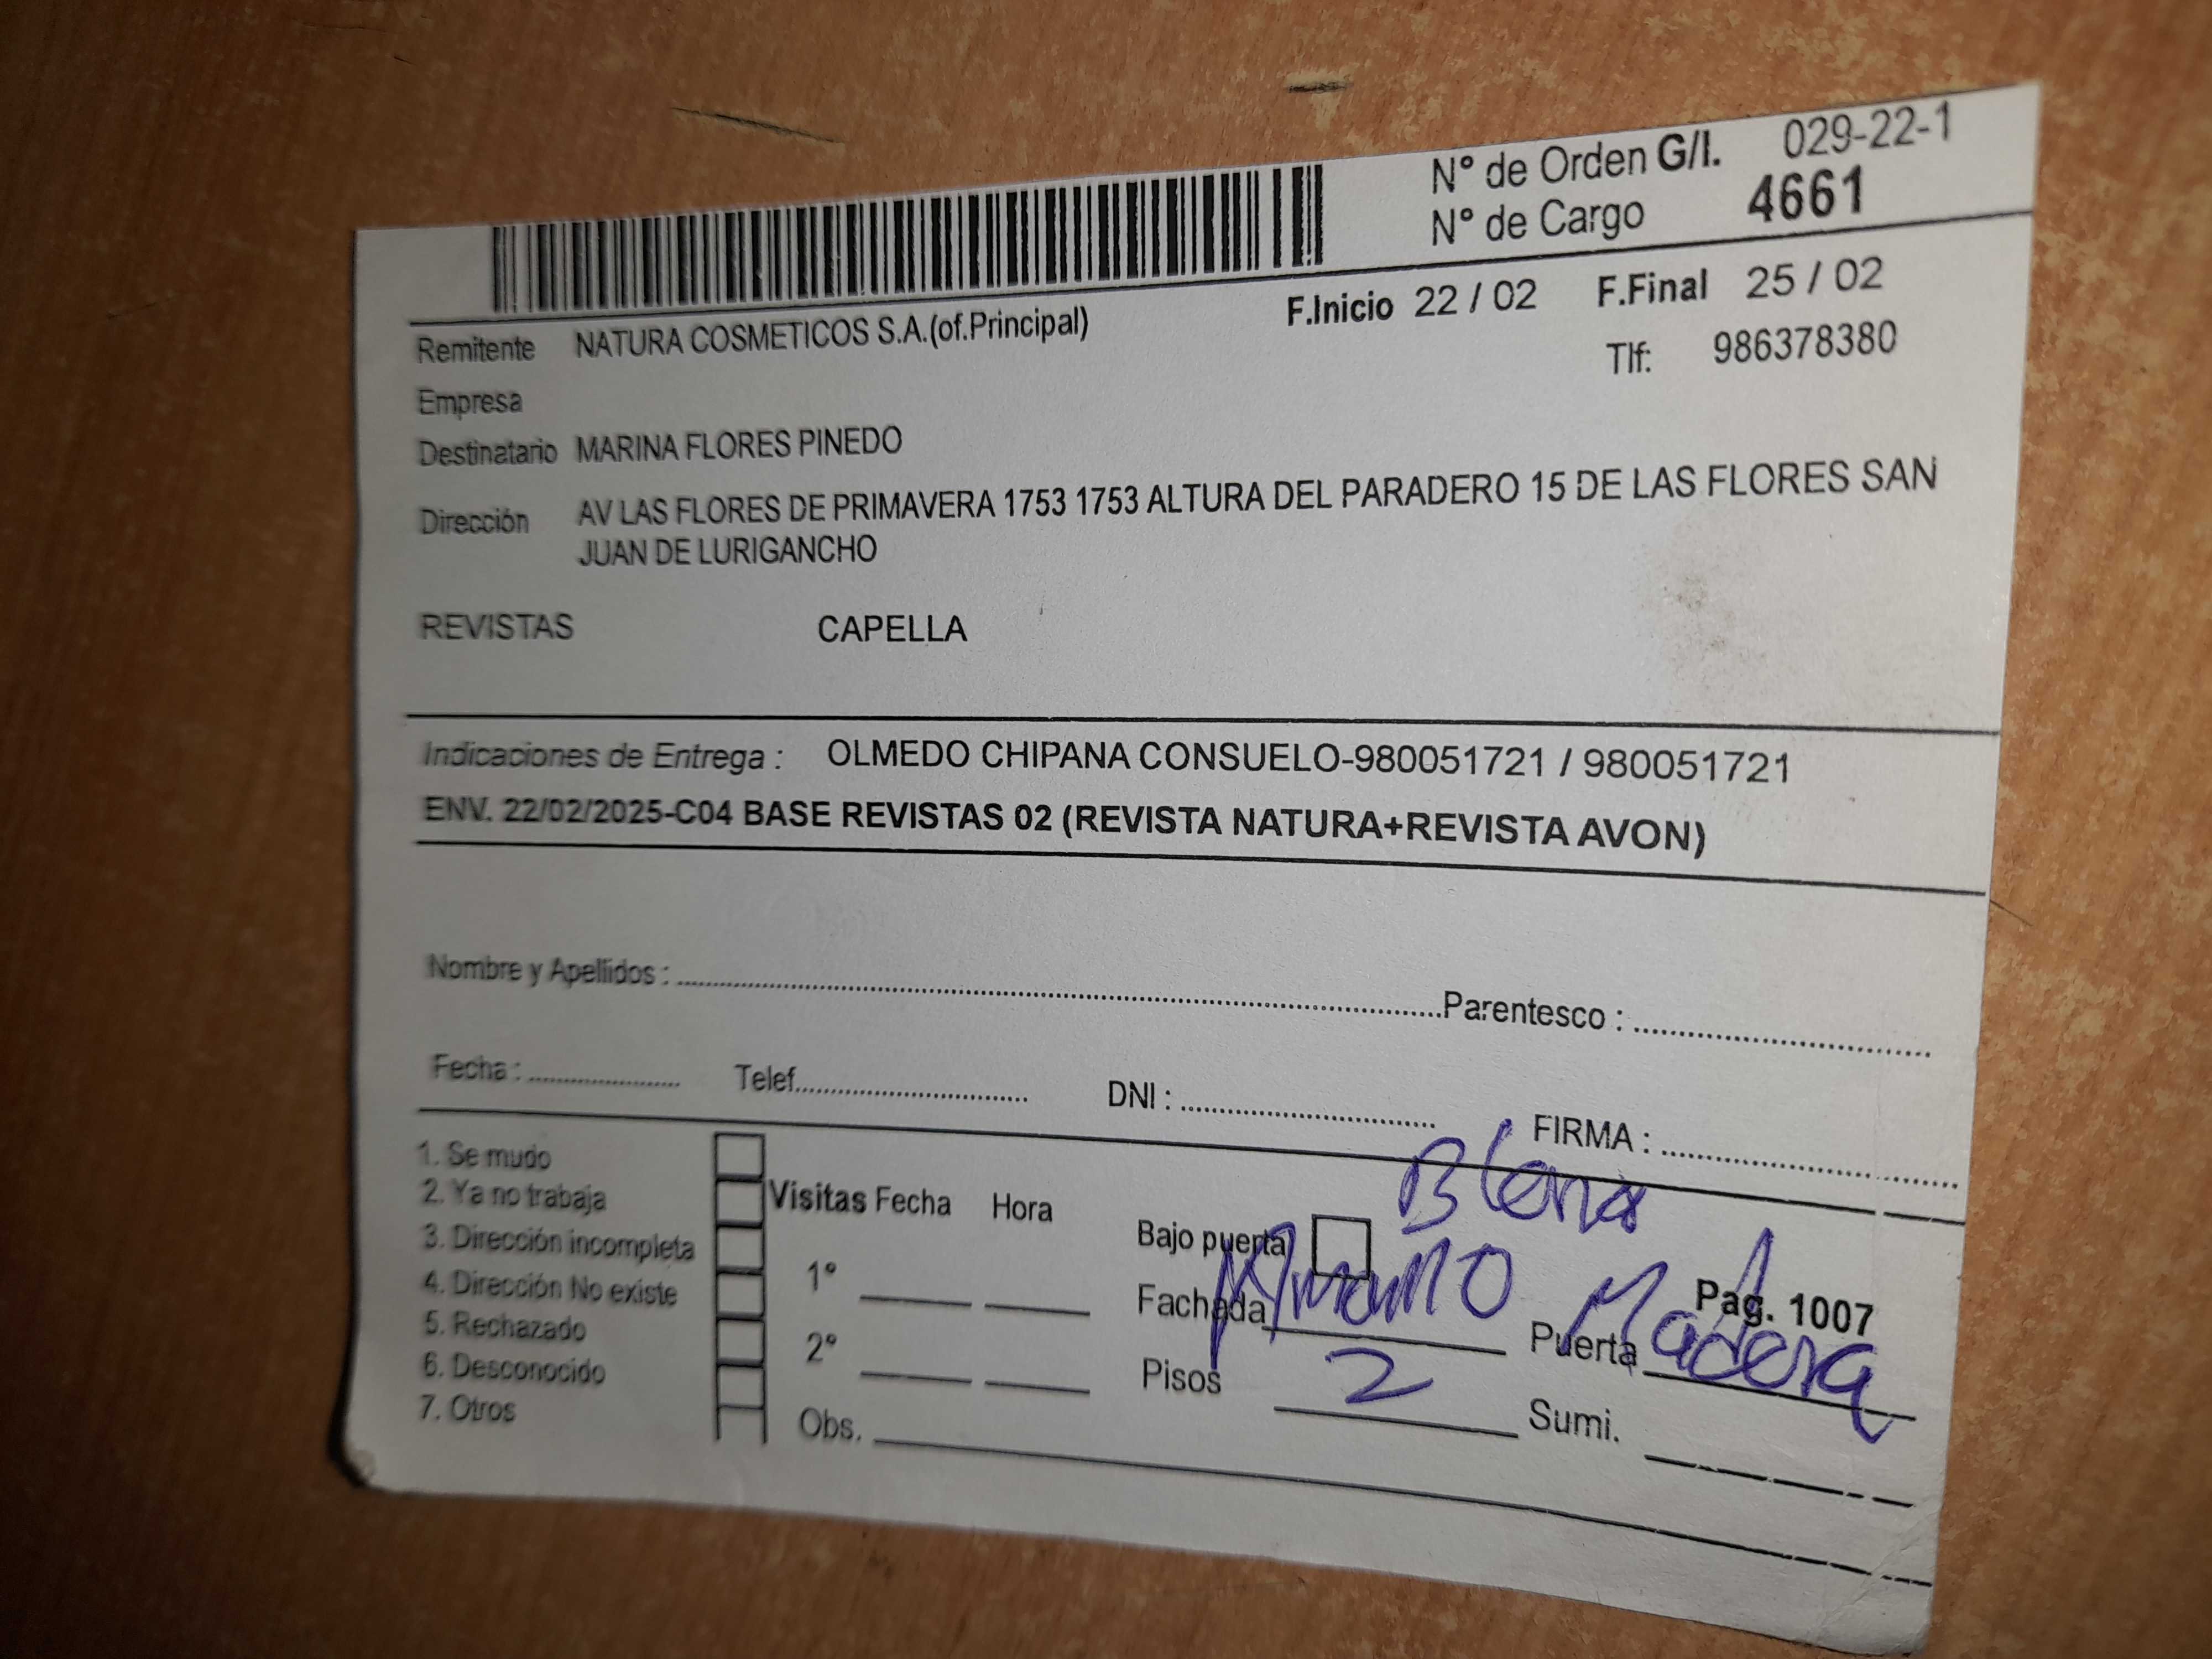 N° de Orden G/I. 029-22-1
N° de Cargo 4661
F.Inicio 22 / 02 F.Final 25 / 02
Remitente NATURA COSMETICOS S.A.(of.Principal)
Tlf: 986378380
Empresa
Destinatario MARINA FLORES PINEDO
Dirección AV LAS FLORES DE PRIMAVERA 1753 1753 ALTURA DEL PARADERO 15 DE LAS FLORES SAN
JUAN DE LURIGANCHO
REVISTAS CAPELLA
Indicaciones de Entrega : OLMEDO CHIPANA CONSUELO-980051721 / 980051721
ENV. 22/02/2025-C04 BASE REVISTAS 02 (REVISTA NATURA+REVISTA AVON)
Nombre y Apellidos : Parentesco :
Fecha : Telef. DNI : FIRMA :
1. Se mudo
2. Ya no trabaja
3. Dirección incompleta
4. Dirección No existe
5. Rechazado
6. Desconocido
7. Otros
Visitas Fecha Hora
1°
2°
Obs.
Bajo puerta
Fachada
Pisos 2
Pag. 1007
Puerta Madera
Sumi.